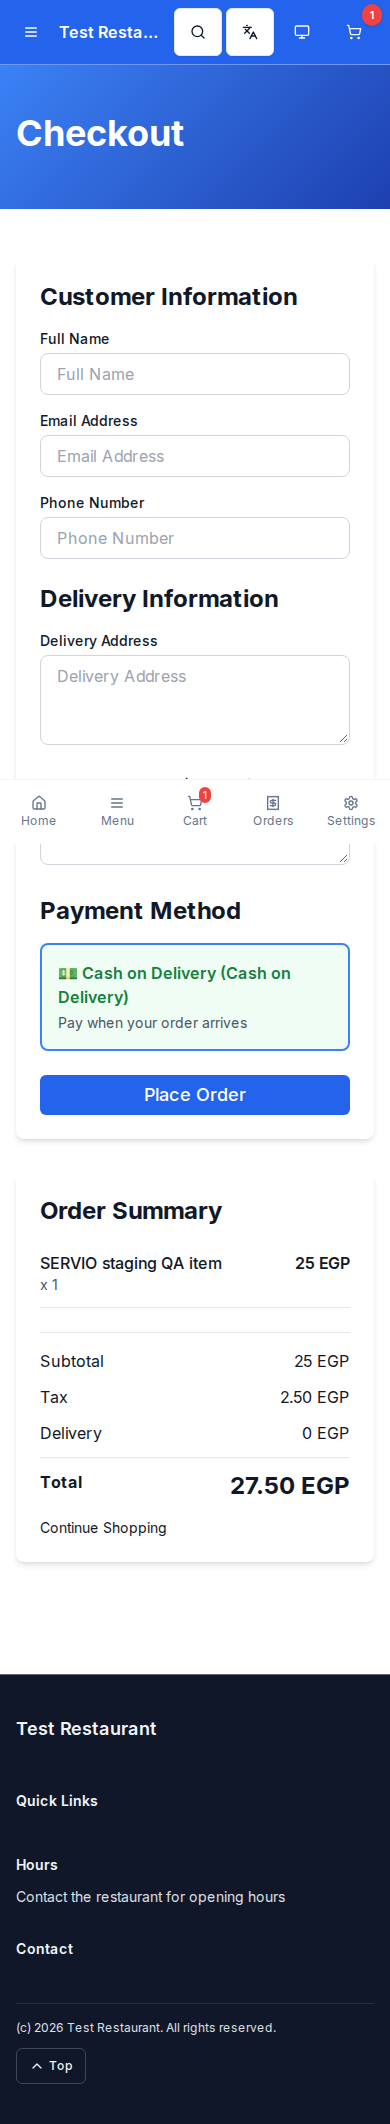 Test Resta...
1
Checkout
Customer Information
Full Name
Full Name
Email Address
Email Address
Phone Number
Phone Number
Delivery Information
Delivery Address
Delivery Address
1
Home Menu Cart Orders Settings
Payment Method
💵 Cash on Delivery (Cash on
Delivery)
Pay when your order arrives
Place Order
Order Summary
SERVIO staging QA item 25 EGP
x 1
Subtotal 25 EGP
Tax 2.50 EGP
Delivery 0 EGP
Total 27.50 EGP
Continue Shopping
Test Restaurant
Quick Links
Hours
Contact the restaurant for opening hours
Contact
(c) 2026 Test Restaurant. All rights reserved.
Top